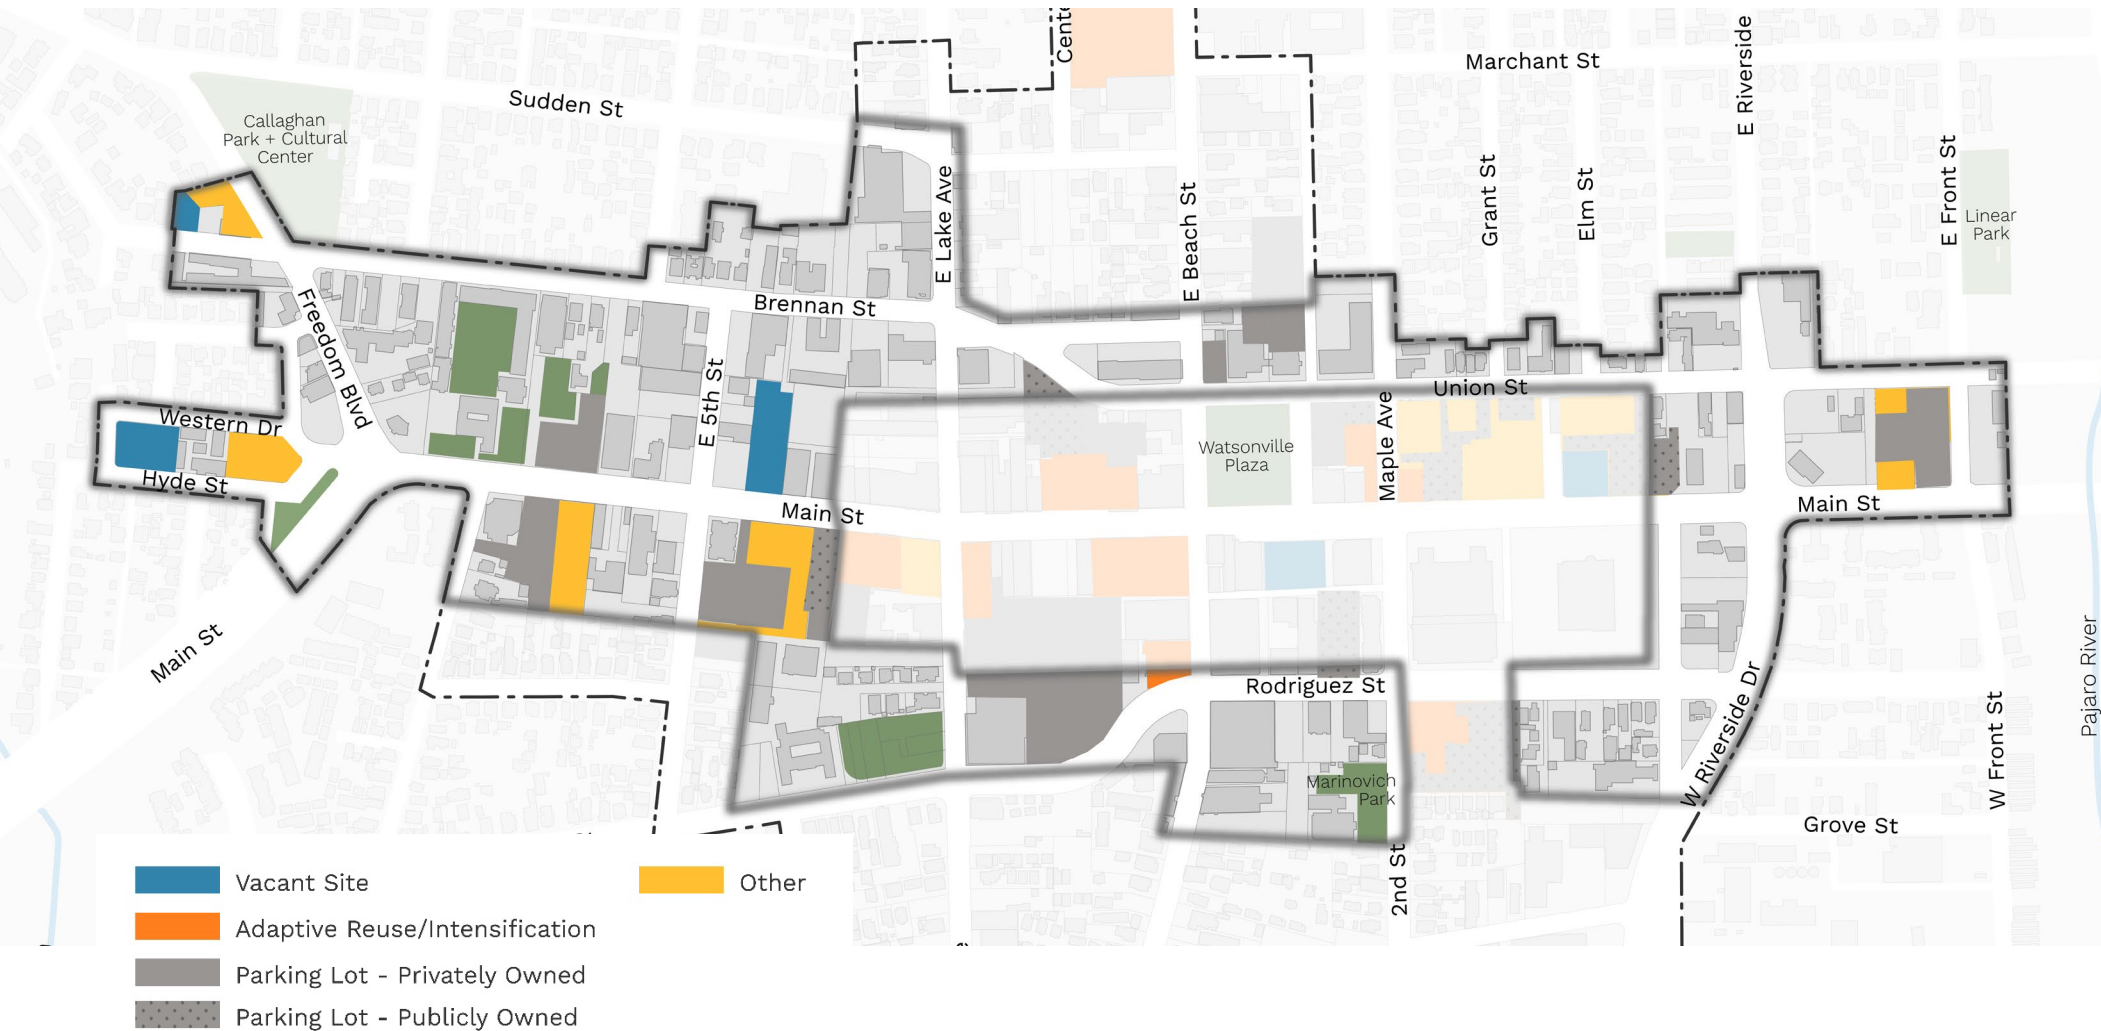 Marchant St
E Riverside
Sudden St
Callaghan
Park + Cultural
Center
E Lake Ave
E Beach St
Grant St
Elm St
E Front St
Linear
Park
Freedom Blvd
Brennan St
E 5th St
Union St
Maple Ave
Western Dr
Hyde St
Watsonville
Plaza
Main St
Main St
Main St
Rodriguez St
Marinovich
Park
W Riverside Dr
W Front St
Pajaro River
2nd St
Grove St
Vacant Site
Other
Adaptive Reuse/Intensification
Parking Lot - Privately Owned
Parking Lot - Publicly Owned